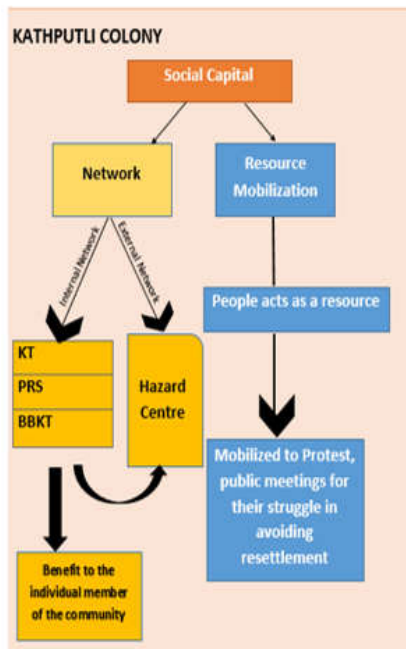 KATHPUTLI COLONY
Social Capital
Network
Resource
Mobilization
Internal Network
External Network
People acts as a resource
KT
PRS
BBKT
Hazard
Centre
Mobilized to Protest,
public meetings for
their struggle in
avoiding
resettlement
Benefit to the
individual member
of the community